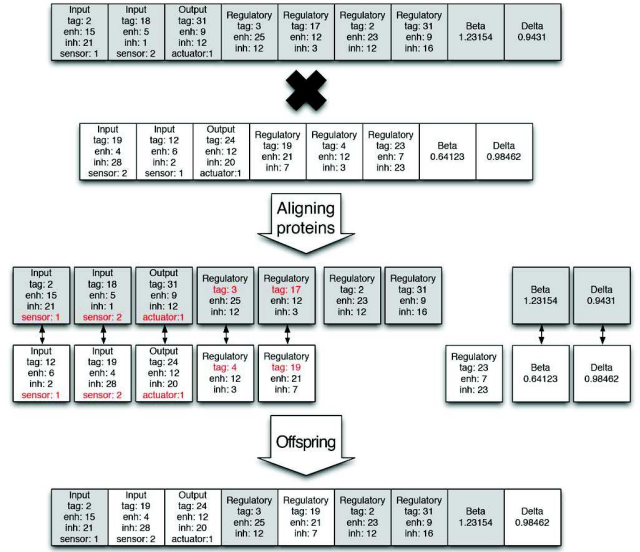 Input
tag: 2
enh: 15
inh: 21
sensor: 1
Input
tag: 18
enh: 5
inh: 1
sensor: 2
Output
tag: 31
enh: 9
inh: 12
actuator:1
Regulatory
tag: 3
enh: 25
inh: 12
Regulatory
tag: 17
enh: 12
inh: 3
Regulatory
tag: 2
enh: 23
inh: 12
Regulatory
tag: 31
enh: 9
inh: 16
Beta
1.23154
Delta
0.9431
Input
tag: 19
enh: 4
inh: 28
sensor: 2
Input
tag: 12
enh: 6
inh: 2
sensor: 1
Output
tag: 24
enh: 12
inh: 20
actuator:1
Regulatory
tag: 19
enh: 21
inh: 7
Regulatory
tag: 4
enh: 12
inh: 3
Regulatory
tag: 23
enh: 7
inh: 23
Beta
0.64123
Delta
0.98462
Aligning
proteins
Input
tag: 2
enh: 15
inh: 21
sensor: 1
Input
tag: 18
enh: 5
inh: 1
sensor: 2
Output
tag: 31
enh: 9
inh: 12
actuator:1
Regulatory
tag: 3
enh: 25
inh: 12
Regulatory
tag: 17
enh: 12
inh: 3
Regulatory
tag: 2
enh: 23
inh: 12
Regulatory
tag: 31
enh: 9
inh: 16
Beta
1.23154
Delta
0.9431
Input
tag: 12
enh: 6
inh: 2
sensor: 1
Input
tag: 19
enh: 4
inh: 28
sensor: 2
Output
tag: 24
enh: 12
inh: 20
actuator:1
Regulatory
tag: 4
enh: 12
inh: 3
Regulatory
tag: 19
enh: 21
inh: 7
Regulatory
tag: 23
enh: 7
inh: 23
Beta
0.64123
Delta
0.98462
Offspring
Input
tag: 2
enh: 15
inh: 21
sensor: 1
Input
tag: 19
enh: 4
inh: 28
sensor: 2
Output
tag: 24
enh: 12
inh: 20
actuator:1
Regulatory
tag: 3
enh: 25
inh: 12
Regulatory
tag: 19
enh: 21
inh: 7
Regulatory
tag: 2
enh: 23
inh: 12
Regulatory
tag: 31
enh: 9
inh: 16
Beta
1.23154
Delta
0.98462